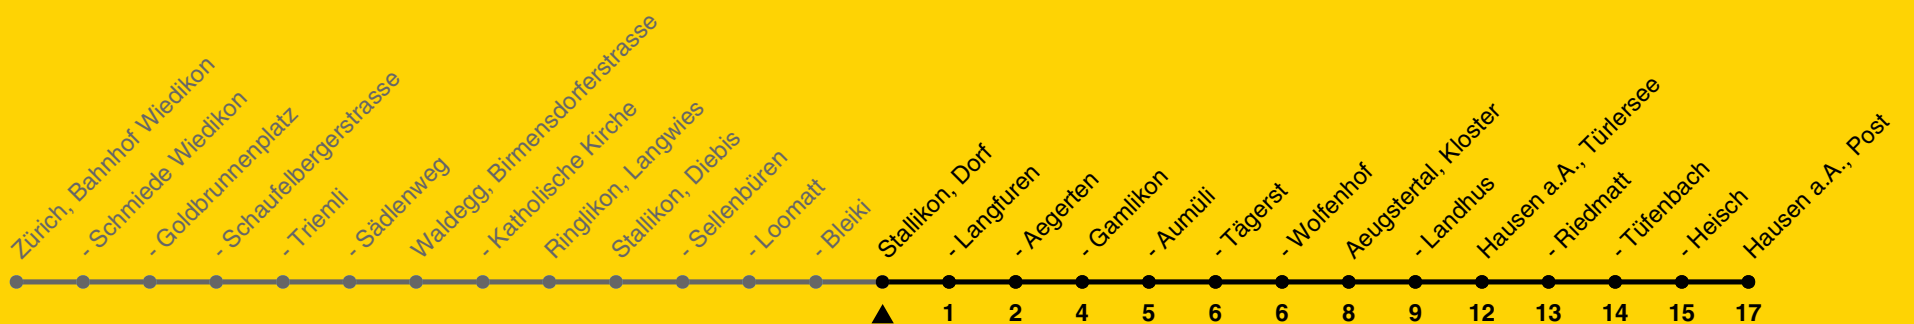 Zürich, Bahnhof Wiedikon
- Schmiede Wiedikon
- Goldbrunnenplatz
- Schaufelbergerstrasse
- Triemli
- Sädlenweg
Waldegg, Birmensdorferstrasse
- Katholische Kirche
Ringlikon, Langwies
Stallikon, Diebis
- Sellenbüren
- Loomatt
- Bleiki
Stallikon, Dorf
- Langfuren
- Aegerten
- Gamlikon
- Aumüli
- Tägerst
- Wolfenhof
Aeugstertal, Kloster
- Landhus
Hausen a.A., Türlersee
- Riedmatt
- Tüfenbach
- Heisch
Hausen a.A., Post
1 2 4 5 6 6 8 9 12 13 14 15 17